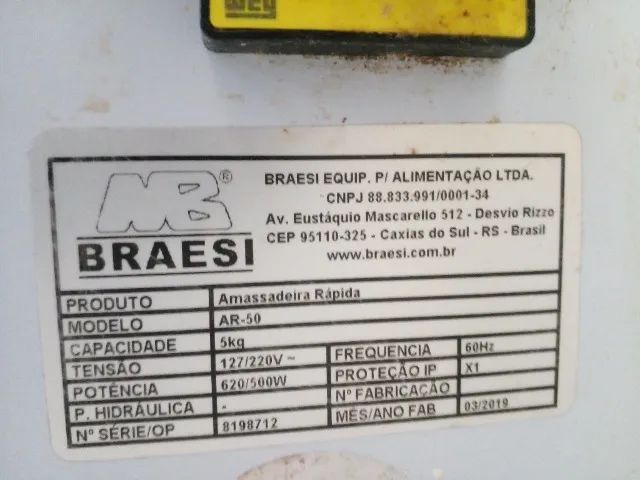 WEG
MB®
BRAESI
BRAESI EQUIP. P/ ALIMENTAÇÃO LTDA.
CNPJ 88.833.991/0001-34
Av. Eustáquio Mascarello 512 - Desvio Rizzo
CEP 95110-325 - Caxias do Sul - RS - Brasil
www.braesi.com.br
PRODUTO Amassadeira Rápida
MODELO AR-50
CAPACIDADE 5kg
TENSÃO 127/220V ~ FREQUENCIA 60Hz
POTÊNCIA 620/500W PROTEÇÃO IP X1
P. HIDRÁULICA - Nº FABRICAÇÃO
Nº SÉRIE/OP 8198712 MÊS/ANO FAB 03/2019